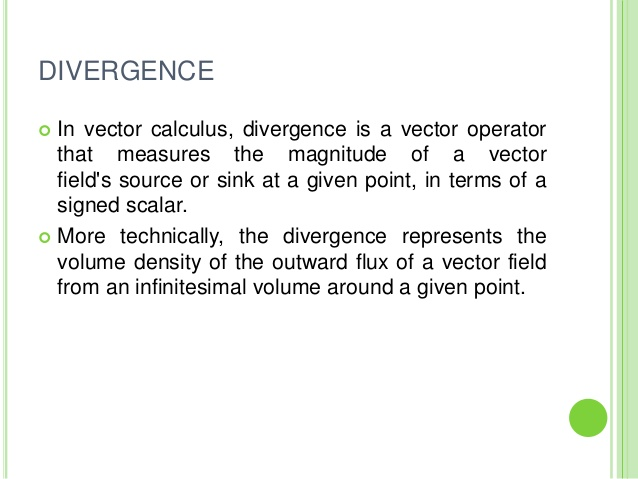 DIVERGENCE
In vector calculus, divergence is a vector operator
that measures the magnitude of a vector
field's source or sink at a given point, in terms of a
signed scalar.
More technically, the divergence represents the
volume density of the outward flux of a vector field
from an infinitesimal volume around a given point.